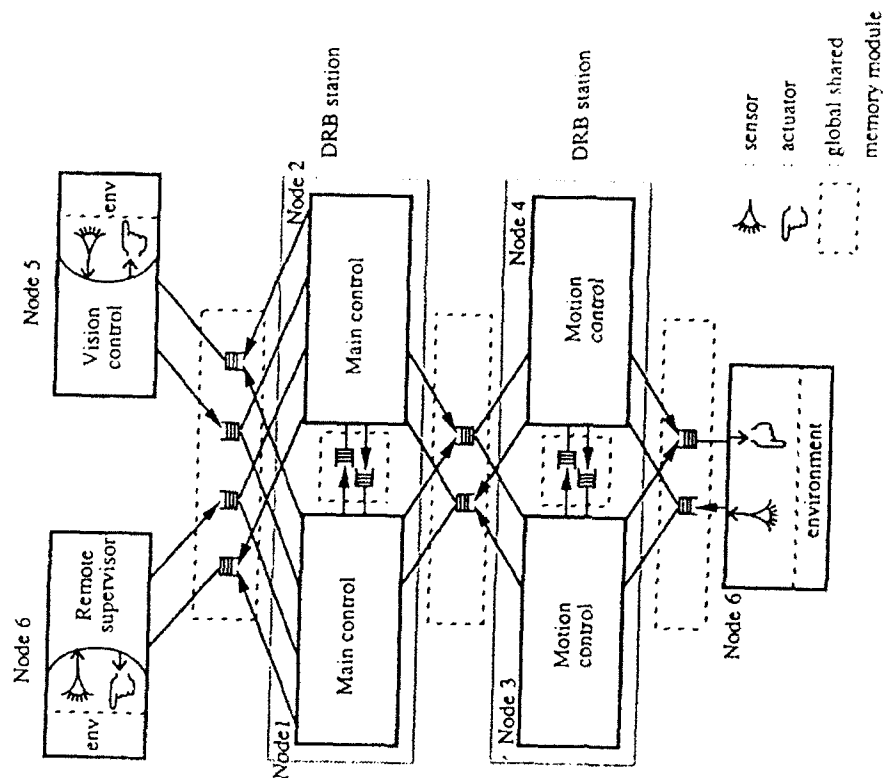 Node 6
Remote
supervisor
env
Node 5
Vision
control
env
Node1
Main control
Node 2
Main control
DRB station
Node 3
Motion
control
Node 4
Motion
control
DRB station
Node 6
environment
: sensor
: actuator
: global shared
memory module